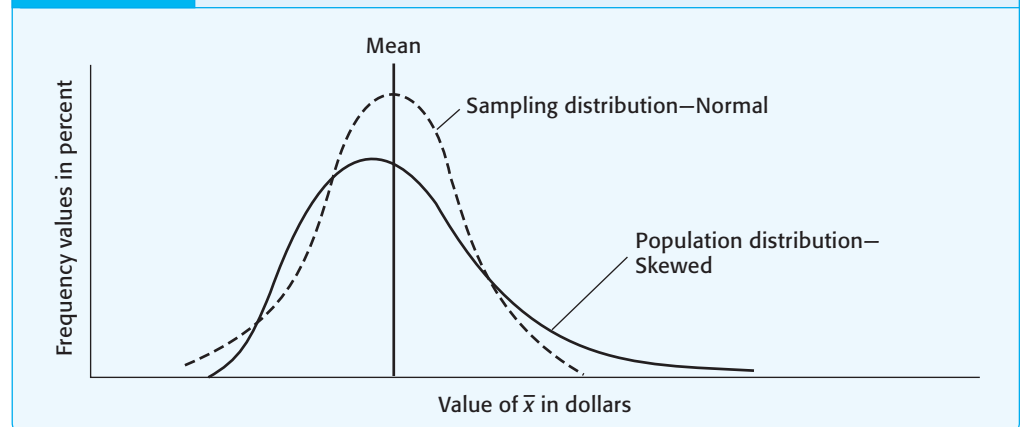 Mean
Sampling distribution—Normal
Population distribution—
Skewed
Frequency values in percent
Value of x̅ in dollars